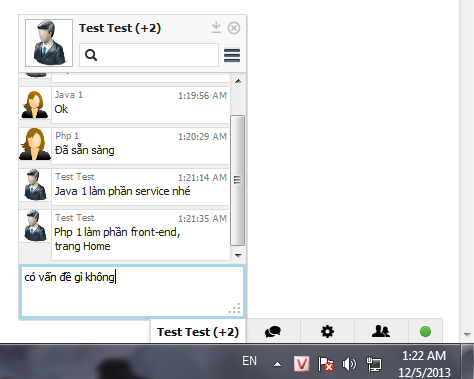 Test Test (+2)
Java 1 1:19:56 AM
Ok
Php 1 1:20:29 AM
Đã sẵn sàng
Test Test 1:21:14 AM
Java 1 làm phần service nhé
Test Test 1:21:35 AM
Php 1 làm phần front-end,
trang Home
có vấn đề gì không
Test Test (+2)
EN
1:22 AM
12/5/2013